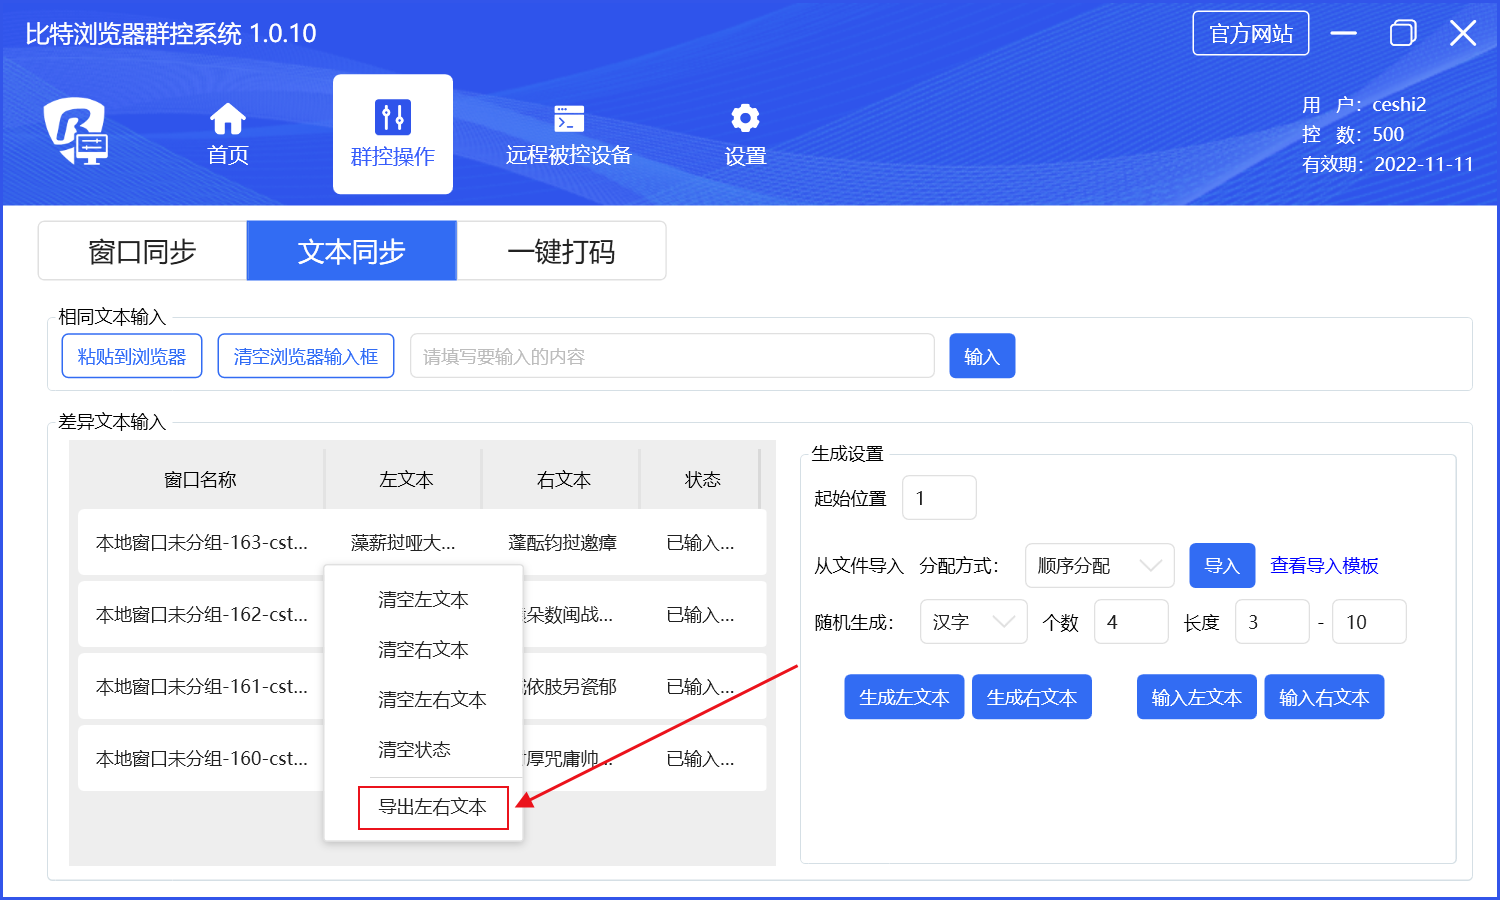 比特浏览器群控系统 1.0.10
官方网站
首页
群控操作
远程被控设备
设置
用 户：ceshi2
控 数：500
有效期：2022-11-11
窗口同步
文本同步
一键打码
相同文本输入
粘贴到浏览器
清空浏览器输入框
请填写要输入的内容
输入
差异文本输入
窗口名称 左文本 右文本 状态
本地窗口未分组-163-cst... 藻薪挝哑大... 蓬酝钧挝邀瘴 已输入...
本地窗口未分组-162-cst... 朵数闽战... 已输入...
本地窗口未分组-161-cst... 依肢另瓷郁 已输入...
本地窗口未分组-160-cst... 厚咒庸帅... 已输入...
清空左文本
清空右文本
清空左右文本
清空状态
导出左右文本
生成设置
起始位置 1
从文件导入 分配方式： 顺序分配 导入 查看导入模板
随机生成： 汉字 个数 4 长度 3 - 10
生成左文本 生成右文本 输入左文本 输入右文本